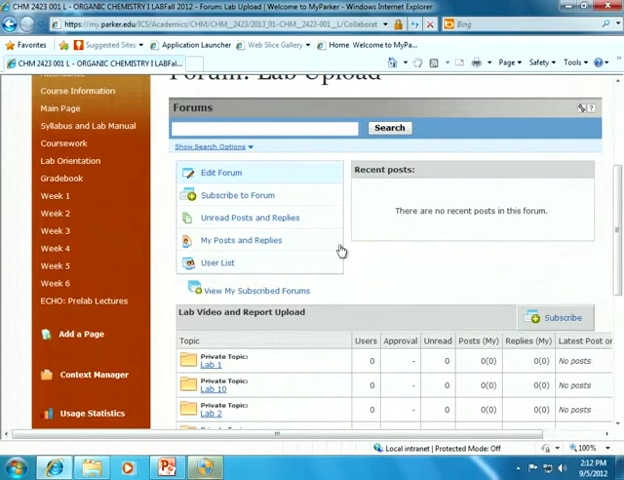 CHM 2423 001 L - ORGANIC CHEMISTRY I LABFall 2012 - Forum: Lab Upload | Welcome to MyParker - Windows Internet Explorer
https://my.parker.edu/ICS/Academics/CHM/CHM_2423/2013_01-CHM_2423-001__L/Collaborat
Bing
Favorites
Suggested Sites
Application Launcher
Web Slice Gallery
Home
Welcome to MyPa...
CHM 2423 001 L - ORGANIC CHEMISTRY I LABFal...
Page
Safety
Tools
Course Information
Main Page
Syllabus and Lab Manual
Coursework
Lab Orientation
Gradebook
Week 1
Week 2
Week 3
Week 4
Week 5
Week 6
ECHO: Prelab Lectures
Add a Page
Context Manager
Usage Statistics
Forum: Lab Upload
Forums
Search
Show Search Options
Edit Forum
Subscribe to Forum
Unread Posts and Replies
My Posts and Replies
User List
View My Subscribed Forums
Recent posts:
There are no recent posts in this forum.
Lab Video and Report Upload
Subscribe
Topic Users Approval Unread Posts (My) Replies (My) Latest Post or
Private Topic:
Lab 1 0 - 0 0(0) 0(0) No posts
Private Topic:
Lab 10 0 - 0 0(0) 0(0) No posts
Private Topic:
Lab 2 0 - 0 0(0) 0(0) No posts
Local intranet | Protected Mode: Off
100%
2:12 PM
9/5/2012